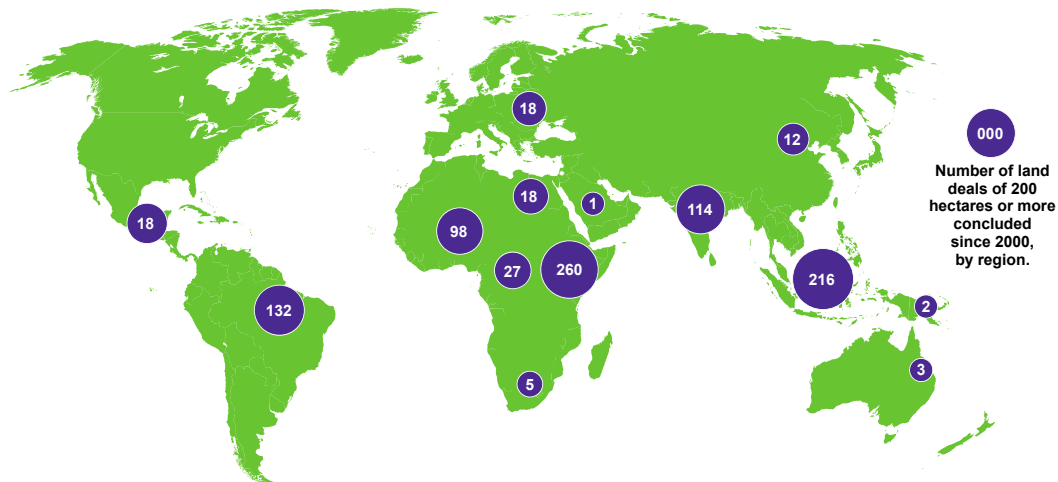 18
12
000
Number of land
deals of 200
hectares or more
concluded
since 2000,
by region.
18
1
114
18
98
27
260
216
132
2
3
5